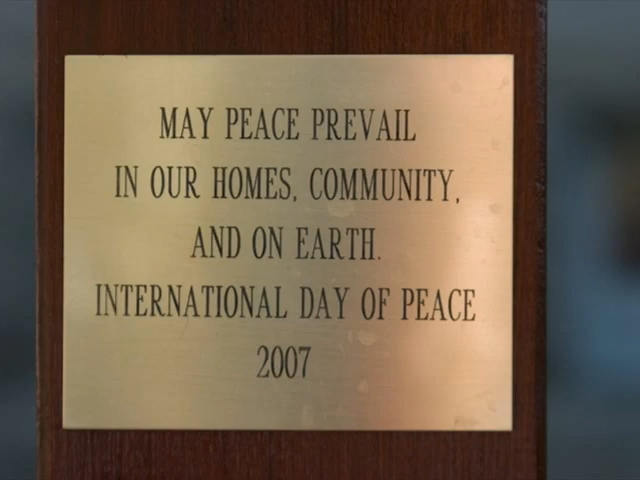 MAY PEACE PREVAIL
IN OUR HOMES, COMMUNITY,
AND ON EARTH.
INTERNATIONAL DAY OF PEACE
2007